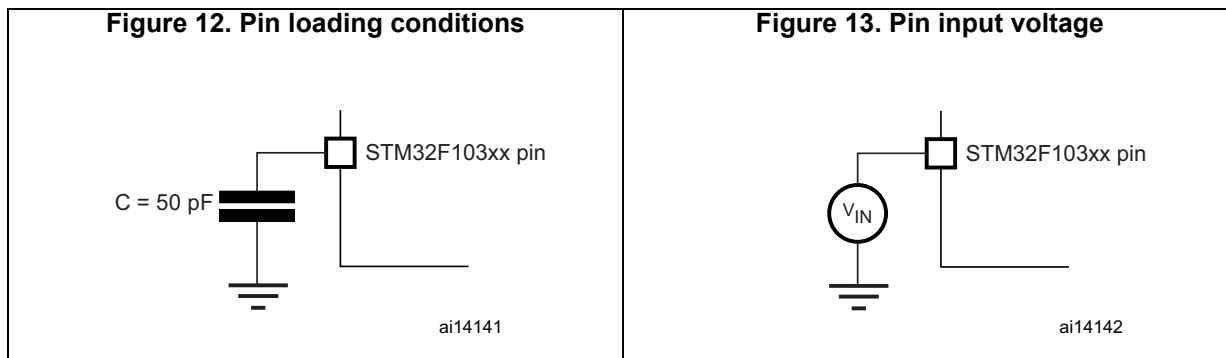 Figure 12. Pin loading conditions
STM32F103xx pin
C = 50 pF
ai14141
Figure 13. Pin input voltage
STM32F103xx pin
VIN
ai14142